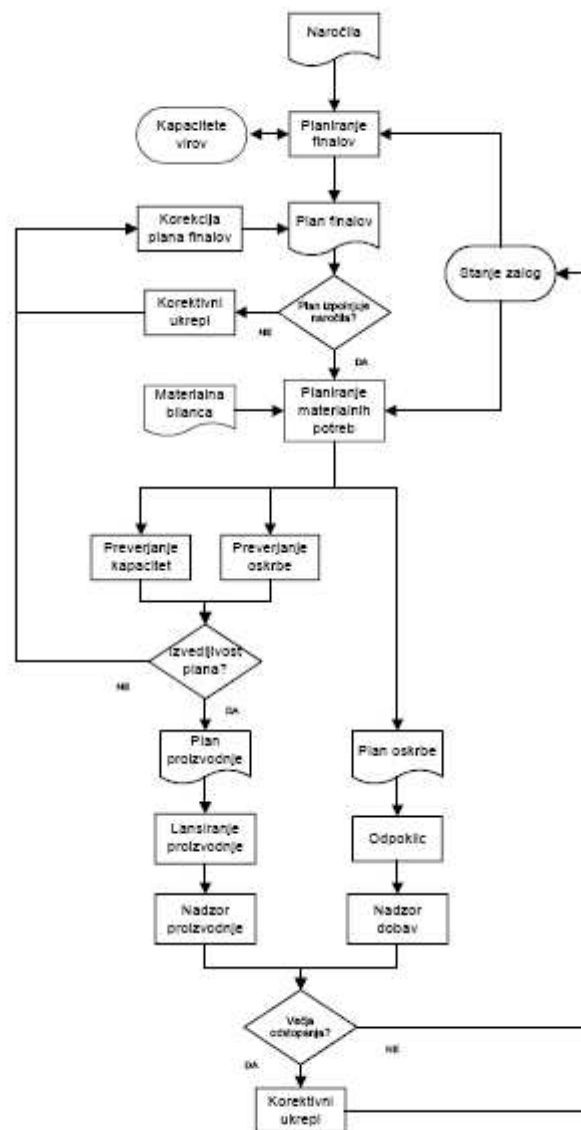 Naročila
Kapacitete
virov
Planiranje
finalov
Korekcija
plana finalov
Plan finalov
Stanje zalog
Korektivni
ukrepi
Plan izpolnjuje
naročila?
NE
DA
Materialna
bilanca
Planiranje
materialnih
potreb
Preverjanje
kapacitet
Preverjanje
oskrbe
Izvedljivost
plana?
NE
DA
Plan
proizvodnje
Plan oskrbe
Lansiranje
proizvodnje
Odpoklic
Nadzor
proizvodnje
Nadzor
dobav
Večja
odstopanja?
NE
DA
Korektivni
ukrepi